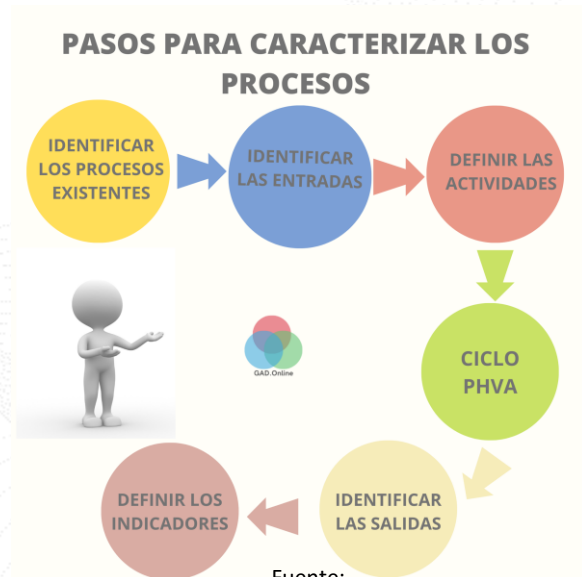 PASOS PARA CARACTERIZAR LOS
PROCESOS
IDENTIFICAR
LOS PROCESOS
EXISTENTES
IDENTIFICAR
LAS ENTRADAS
DEFINIR LAS
ACTIVIDADES
CICLO
PHVA
IDENTIFICAR
LAS SALIDAS
DEFINIR LOS
INDICADORES
GAD.Online
Fuente: